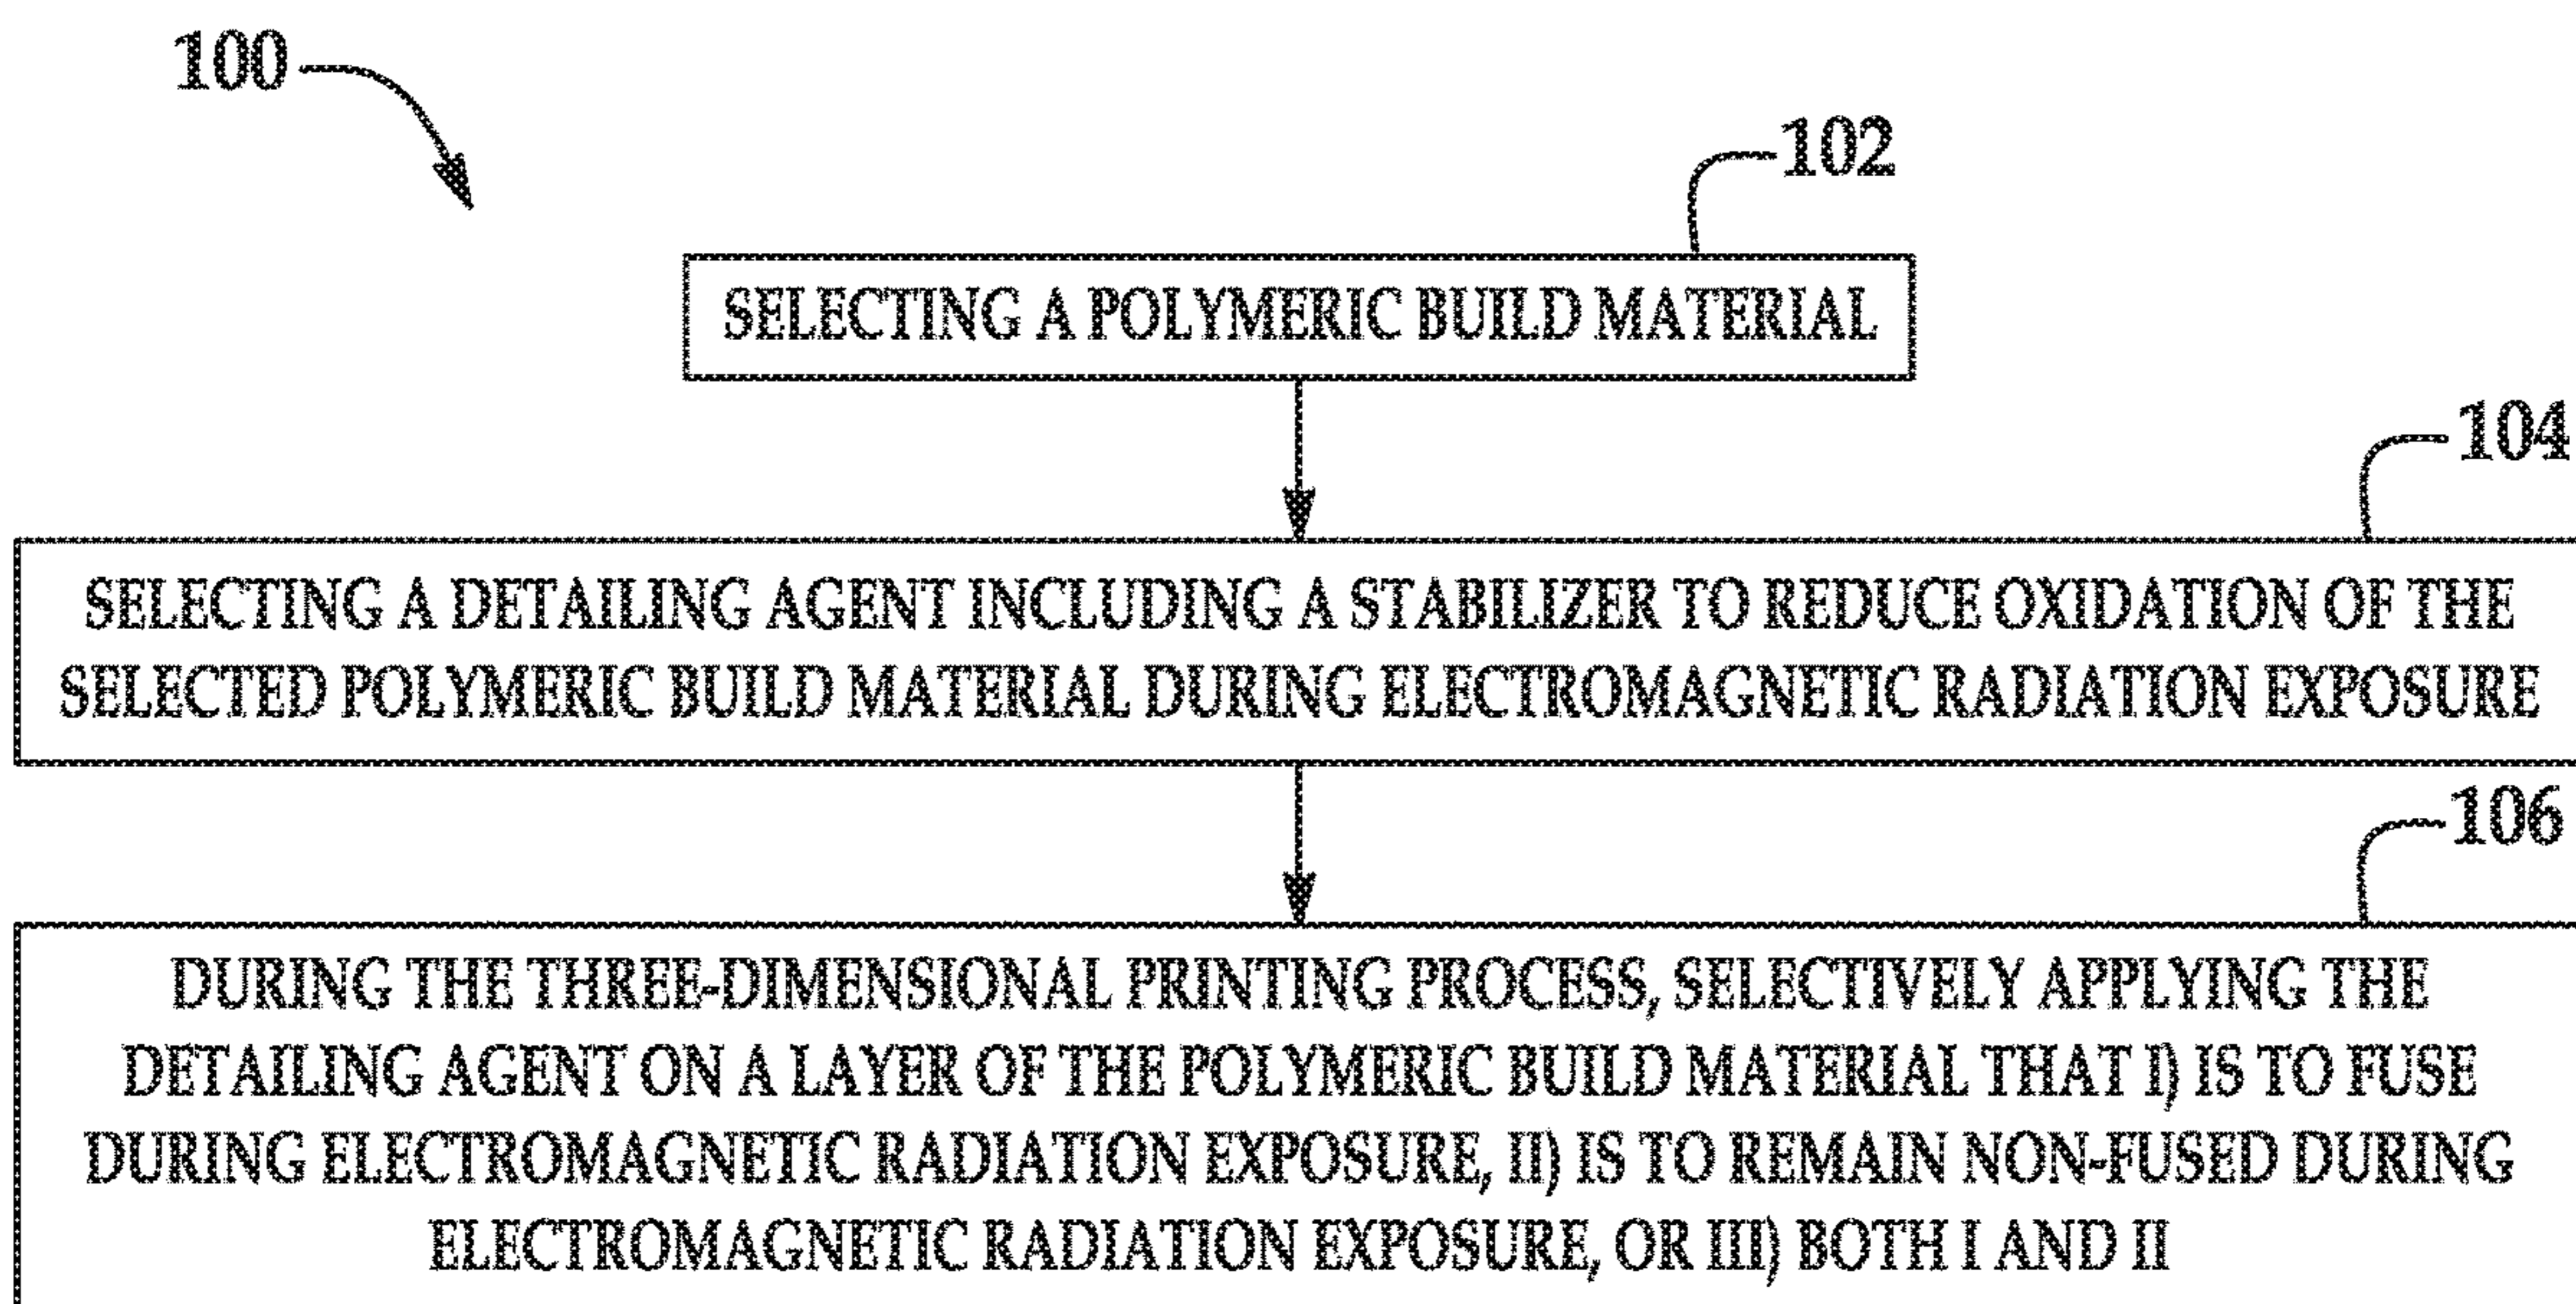 100
102
SELECTING A POLYMERIC BUILD MATERIAL
104
SELECTING A DETAILING AGENT INCLUDING A STABILIZER TO REDUCE OXIDATION OF THE
SELECTED POLYMERIC BUILD MATERIAL DURING ELECTROMAGNETIC RADIATION EXPOSURE
106
DURING THE THREE-DIMENSIONAL PRINTING PROCESS, SELECTIVELY APPLYING THE
DETAILING AGENT ON A LAYER OF THE POLYMERIC BUILD MATERIAL THAT I) IS TO FUSE
DURING ELECTROMAGNETIC RADIATION EXPOSURE, II) IS TO REMAIN NON-FUSED DURING
ELECTROMAGNETIC RADIATION EXPOSURE, OR III) BOTH I AND II